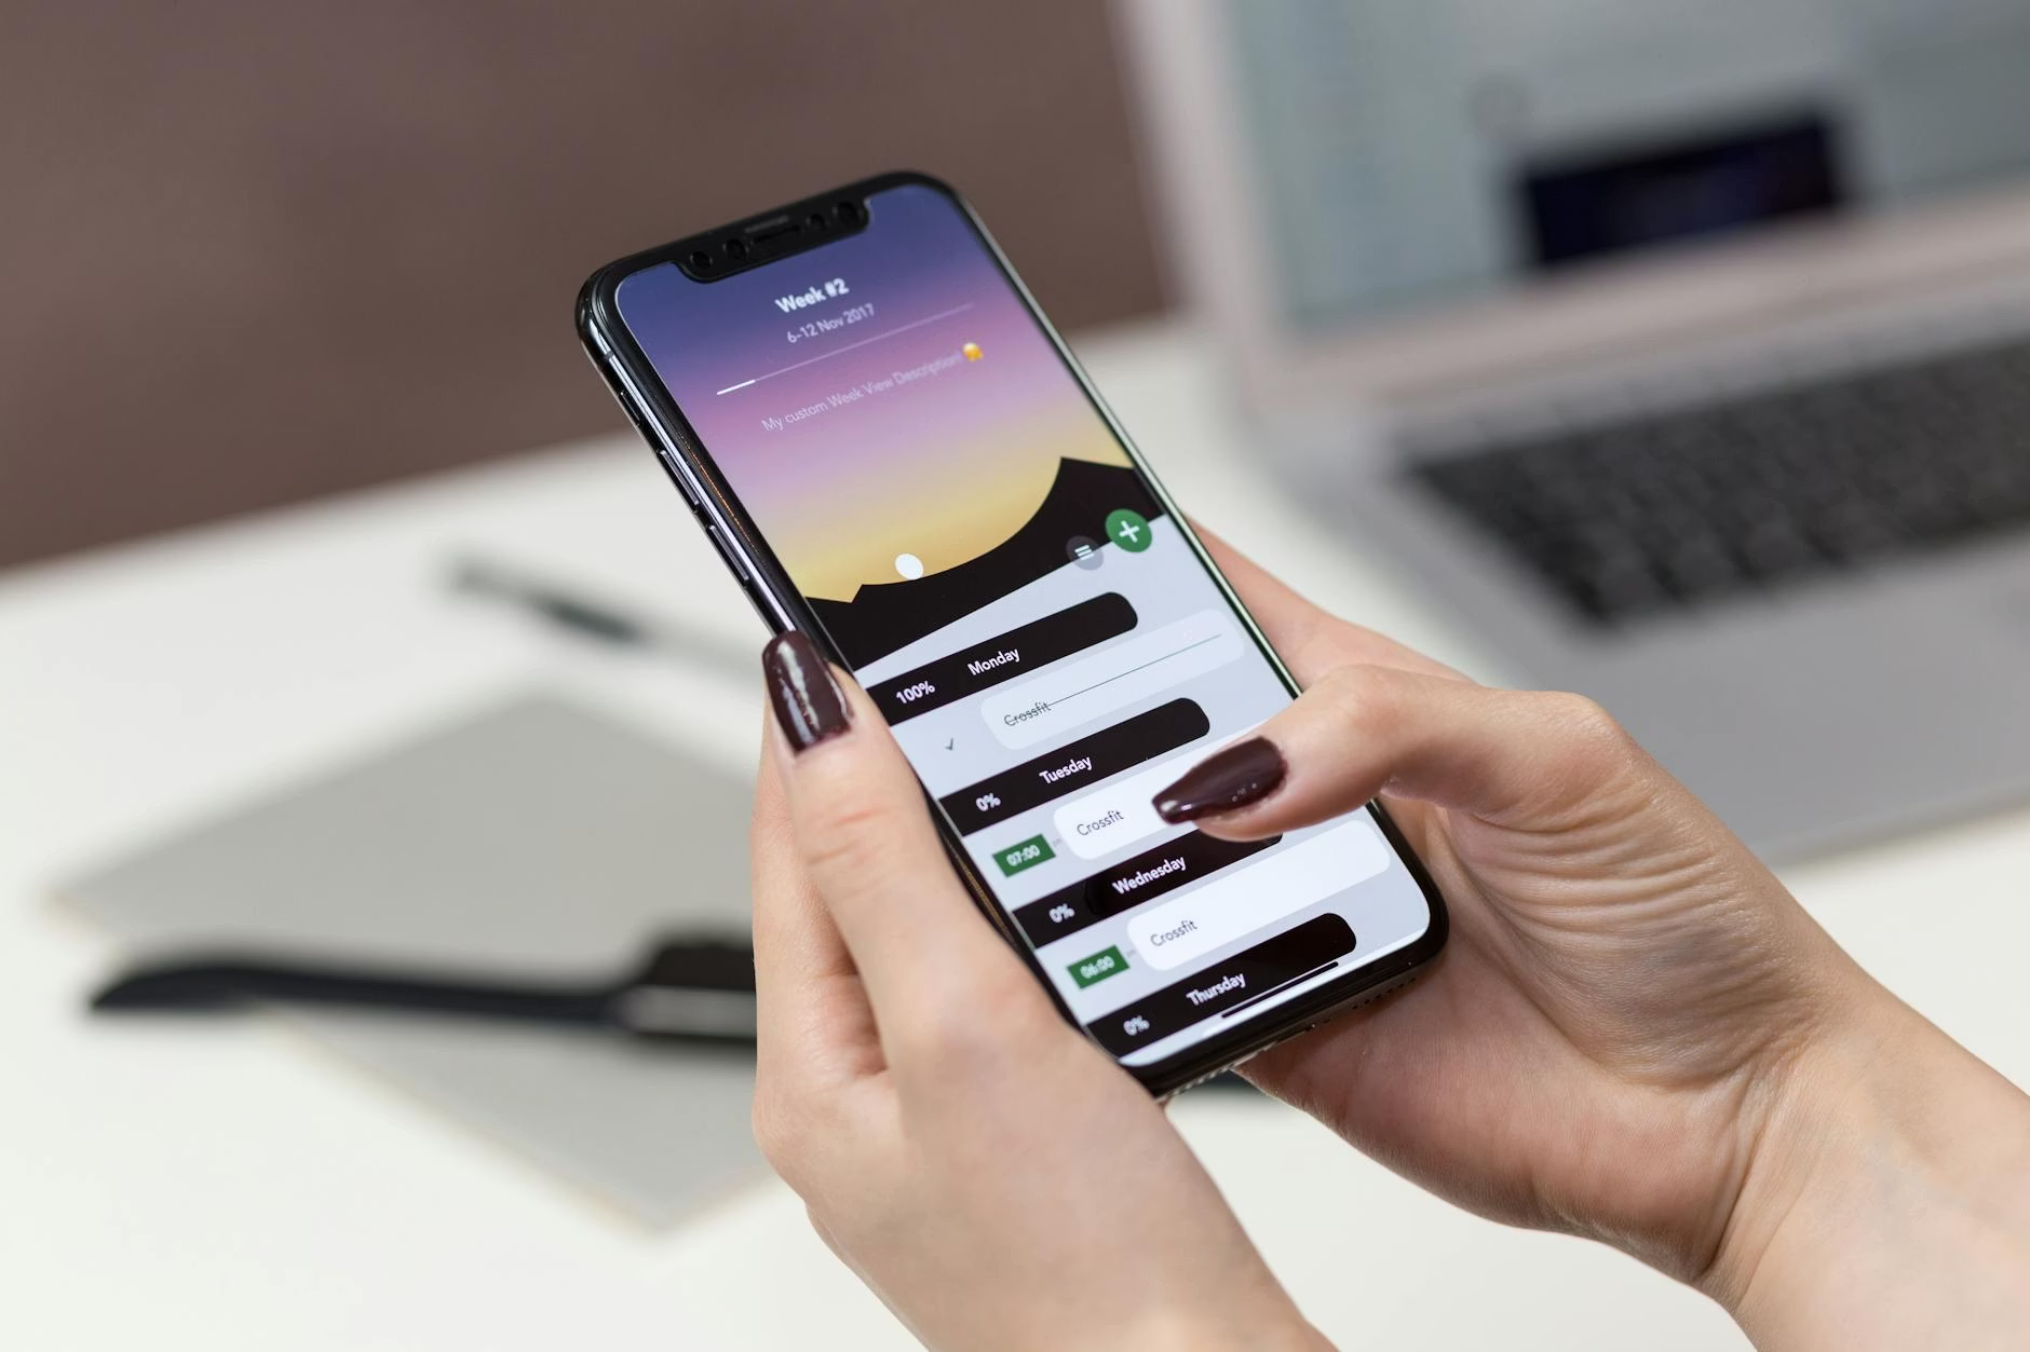 Week #2
6-12 Nov 2017
My custom Week View Description!
100% Monday
Crossfit
0% Tuesday
07:00 Crossfit
0% Wednesday
06:00 Crossfit
0% Thursday